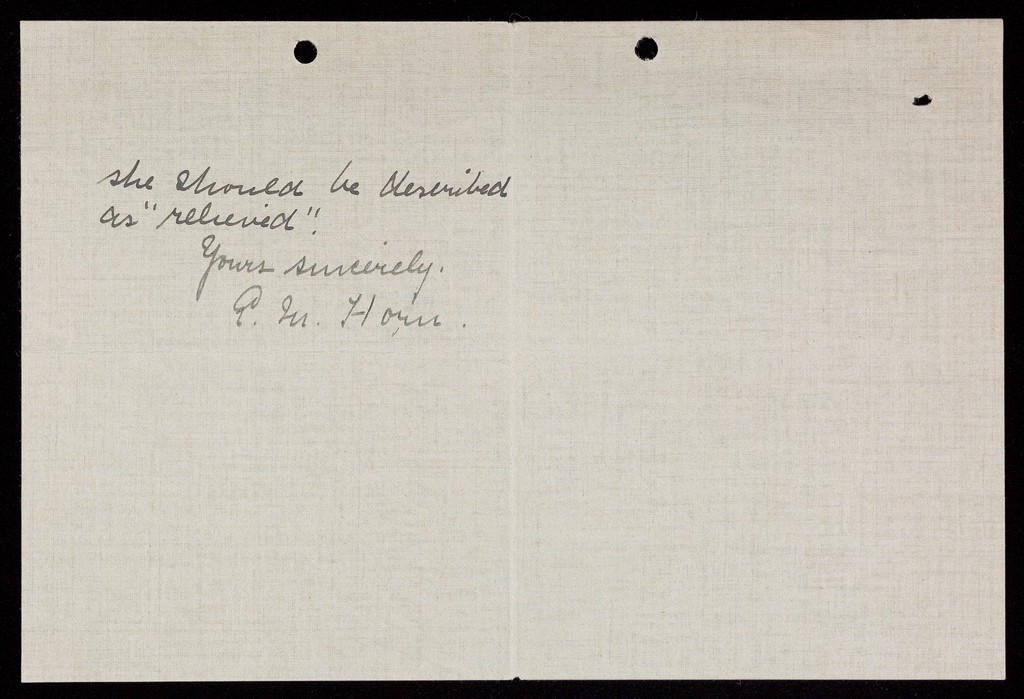 she should be described
as "relieved".
Yours sincerely.
P. M. Horn.